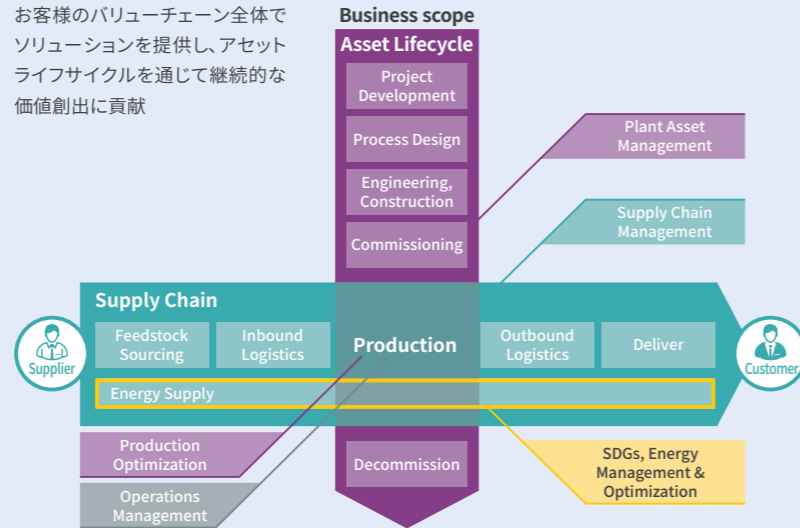 お客様のバリューチェーン全体で
ソリューションを提供し、アセット
ライフサイクルを通じて継続的な
価値創出に貢献
Business scope
Asset Lifecycle
Project
Development
Process Design
Engineering,
Construction
Commissioning
Plant Asset
Management
Supply Chain
Management
Supply Chain
Supplier
Feedstock
Sourcing
Inbound
Logistics
Production
Outbound
Logistics
Deliver
Customer
Energy Supply
Production
Optimization
Operations
Management
Decommission
SDGs, Energy
Management &
Optimization